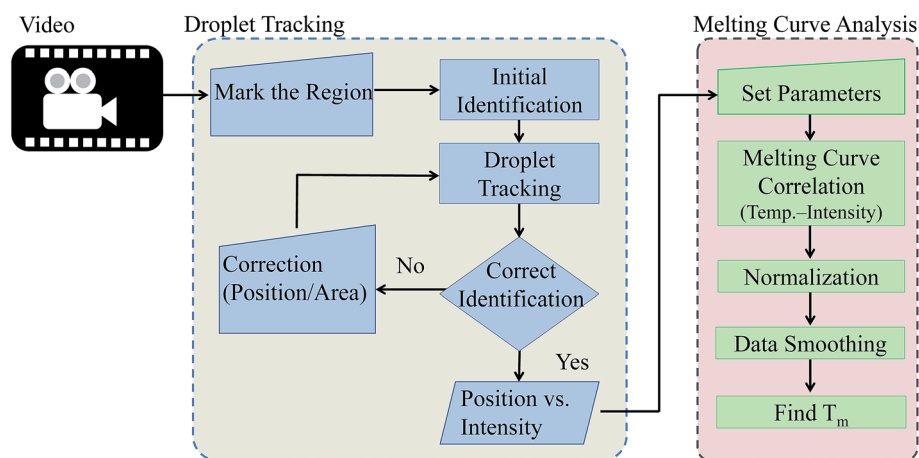 Video
Droplet Tracking
Mark the Region
Initial
Identification
Droplet
Tracking
Correct
Identification
No
Correction
(Position/Area)
Yes
Position vs.
Intensity
Melting Curve Analysis
Set Parameters
Melting Curve
Correlation
(Temp.–Intensity)
Normalization
Data Smoothing
Find Tm